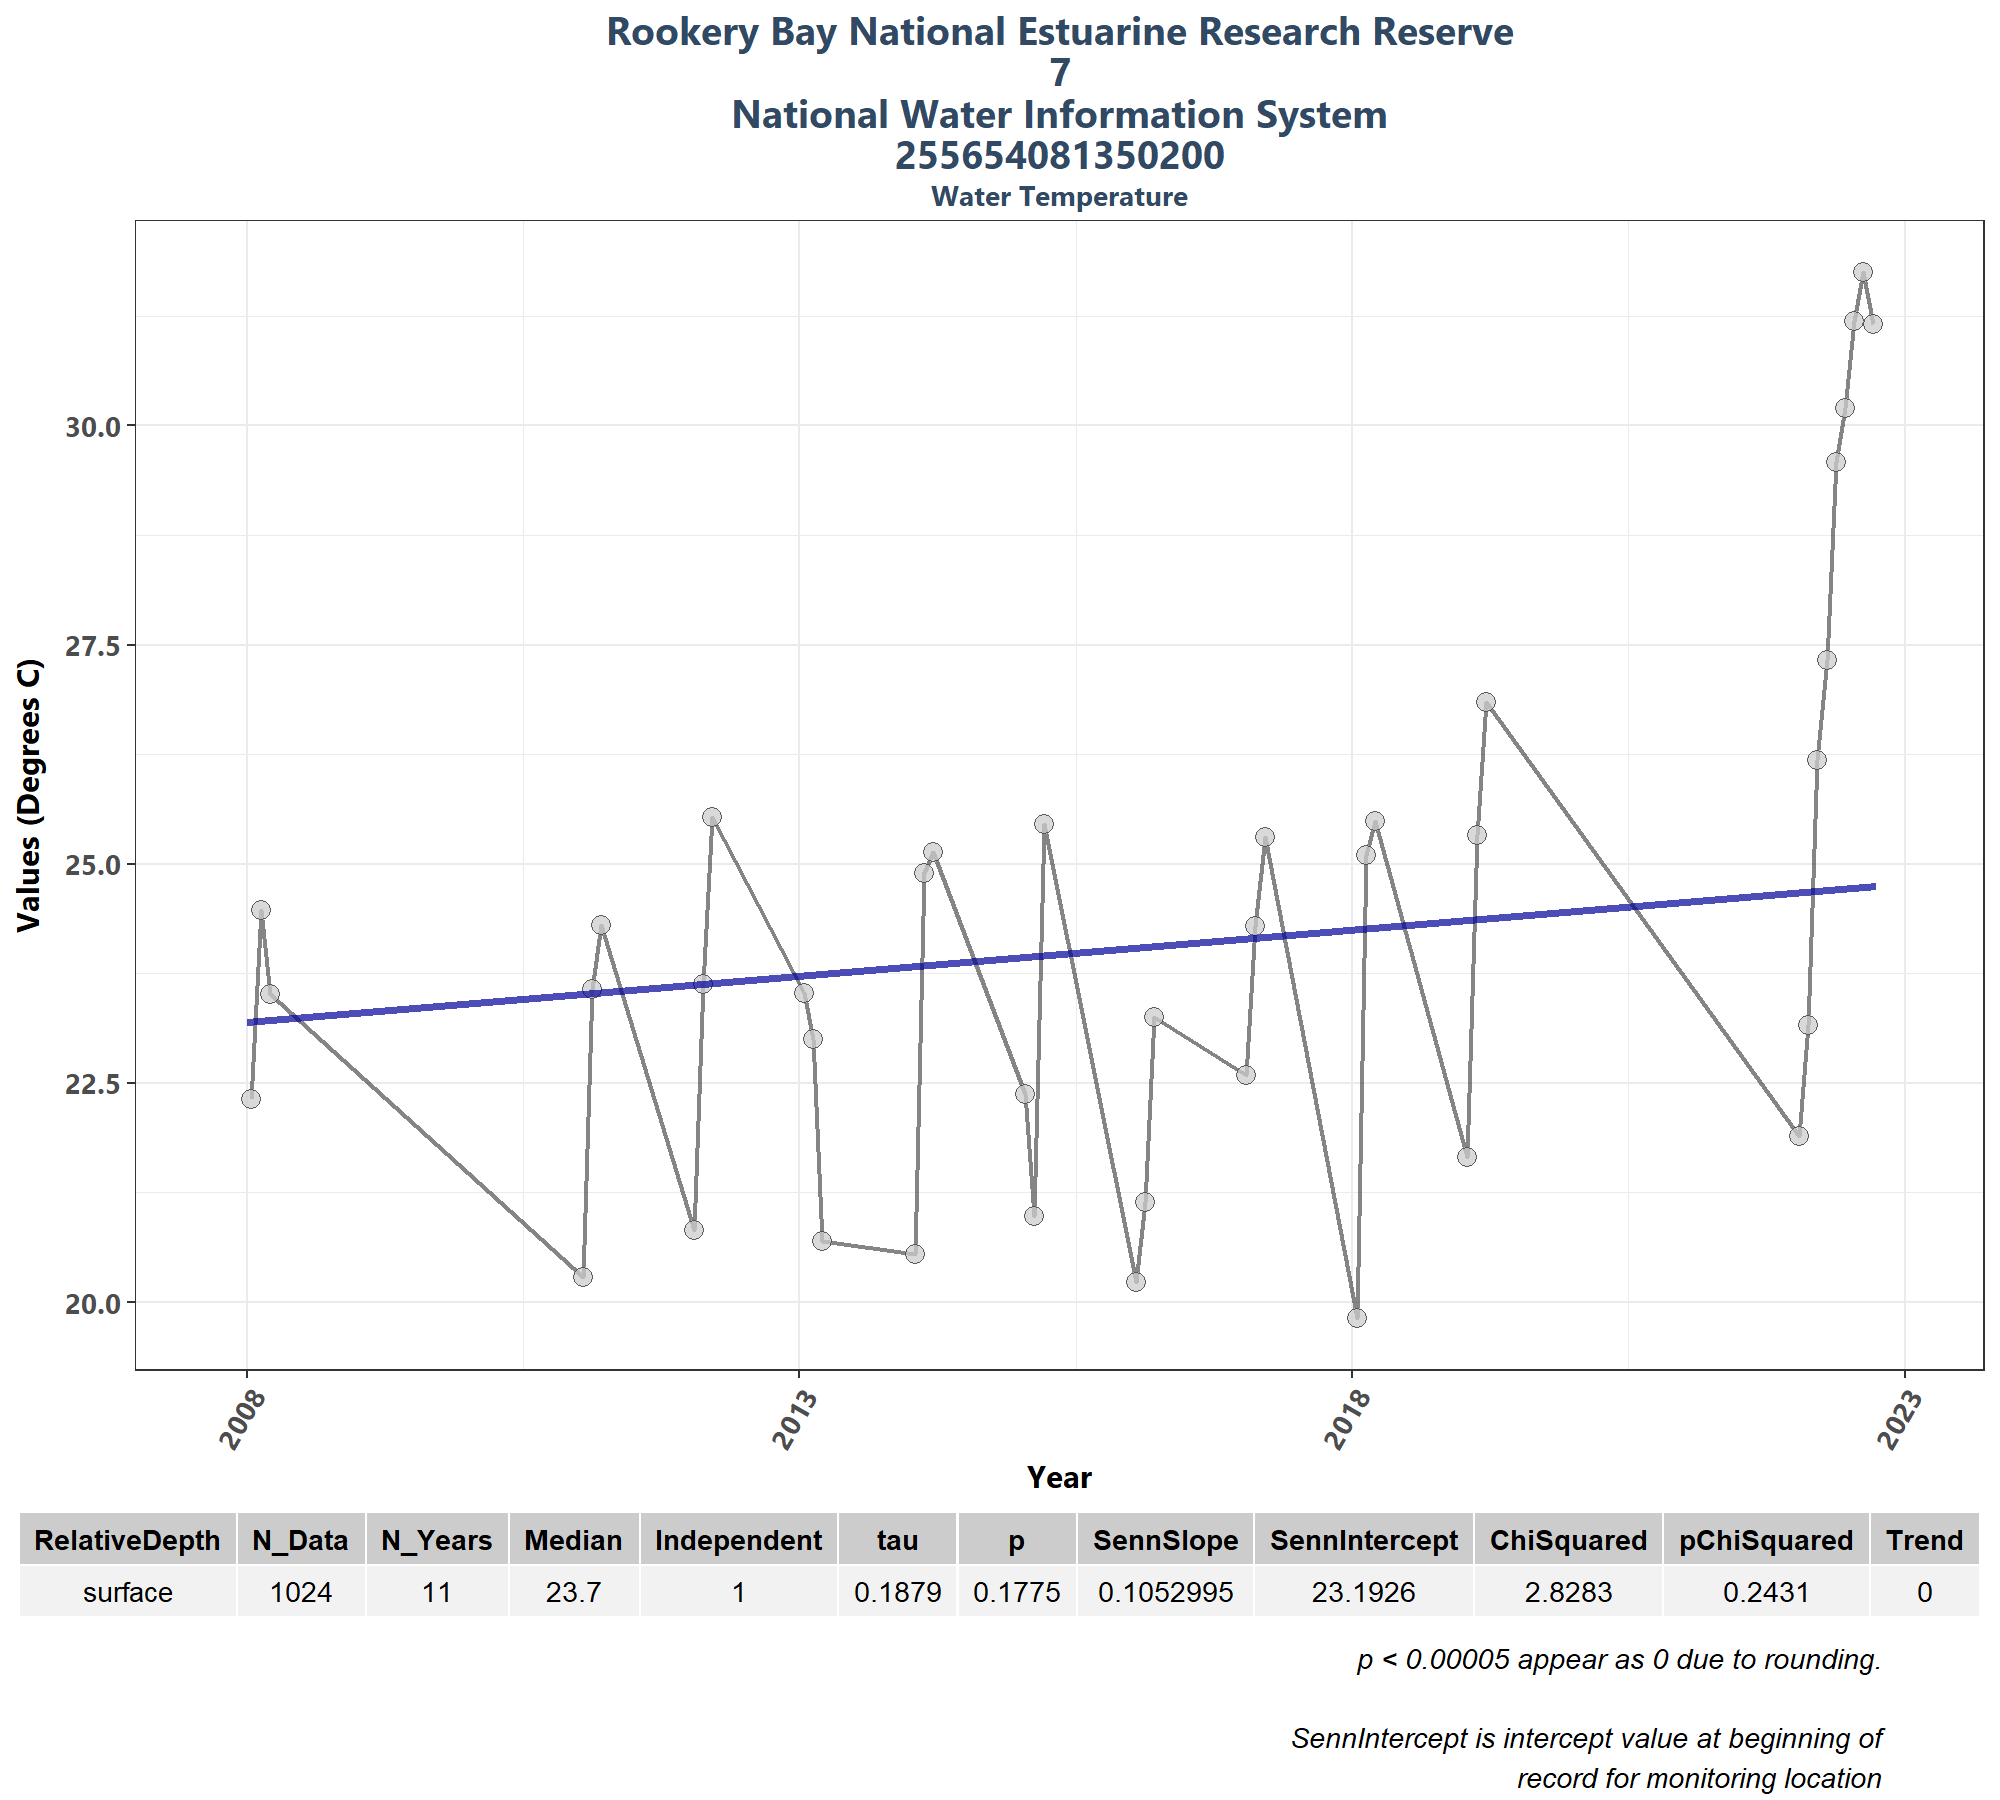 Rookery Bay National Estuarine Research Reserve
7
National Water Information System
255654081350200
Water Temperature
Values (Degrees C)
30.0
27.5
25.0
22.5
20.0
2008 2013 2018 2023
Year
RelativeDepth N_Data N_Years Median Independent tau p SennSlope SennIntercept ChiSquared pChiSquared Trend
surface 1024 11 23.7 1 0.1879 0.1775 0.1052995 23.1926 2.8283 0.2431 0
p < 0.00005 appear as 0 due to rounding.
SennIntercept is intercept value at beginning of
record for monitoring location